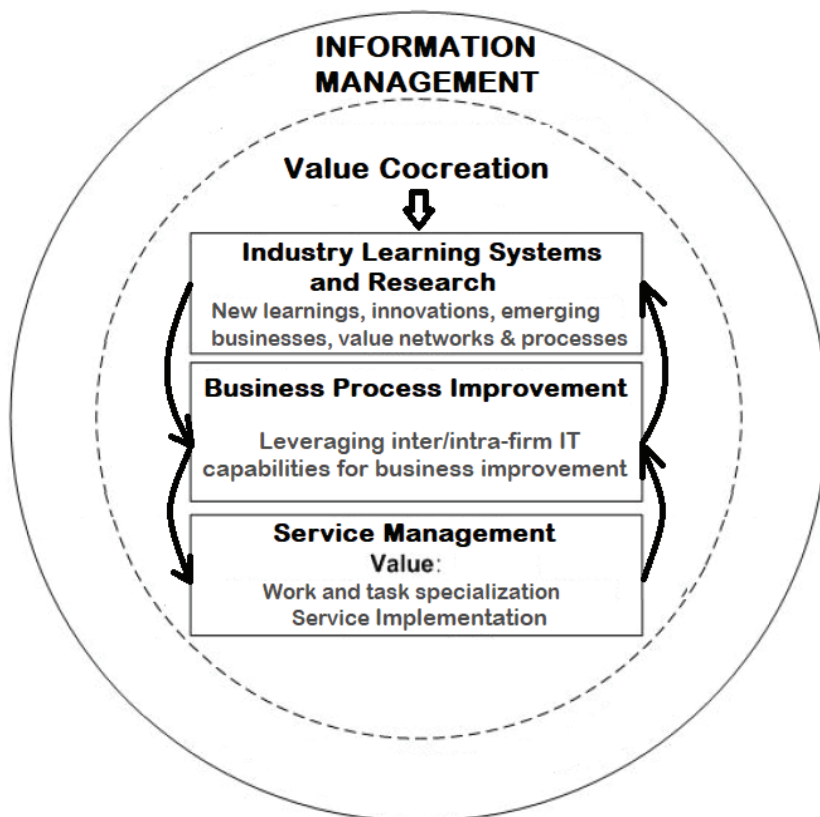 INFORMATION
MANAGEMENT
Value Cocreation
Industry Learning Systems
and Research
New learnings, innovations, emerging
businesses, value networks & processes
Business Process Improvement
Leveraging inter/intra-firm IT
capabilities for business improvement
Service Management
Value:
Work and task specialization
Service Implementation